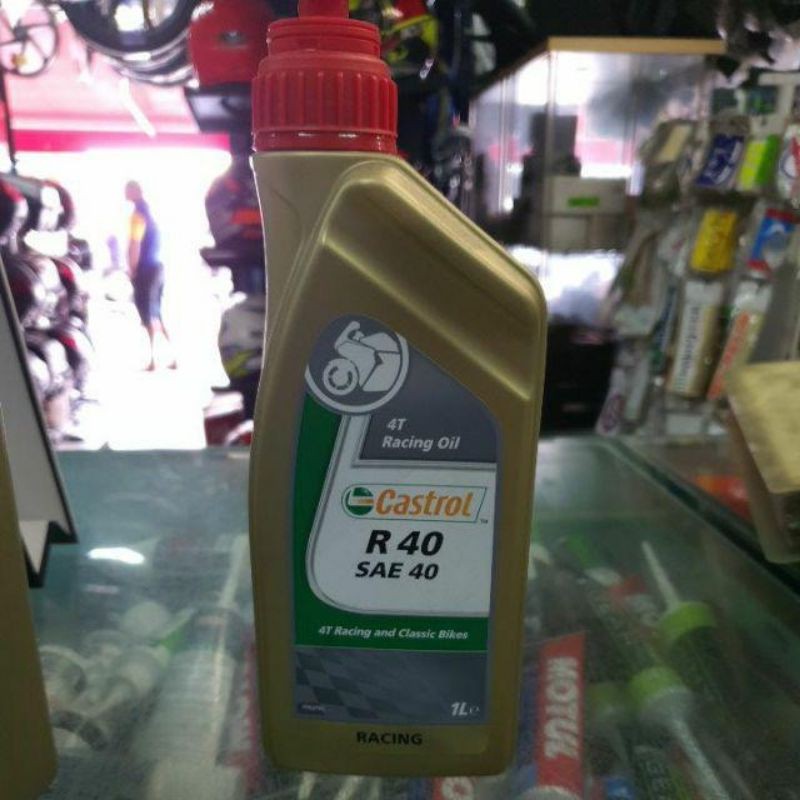 4T
Racing Oil
Castrol
R 40
SAE 40
4T Racing and Classic Bikes
1L e
RACING
MOTUL